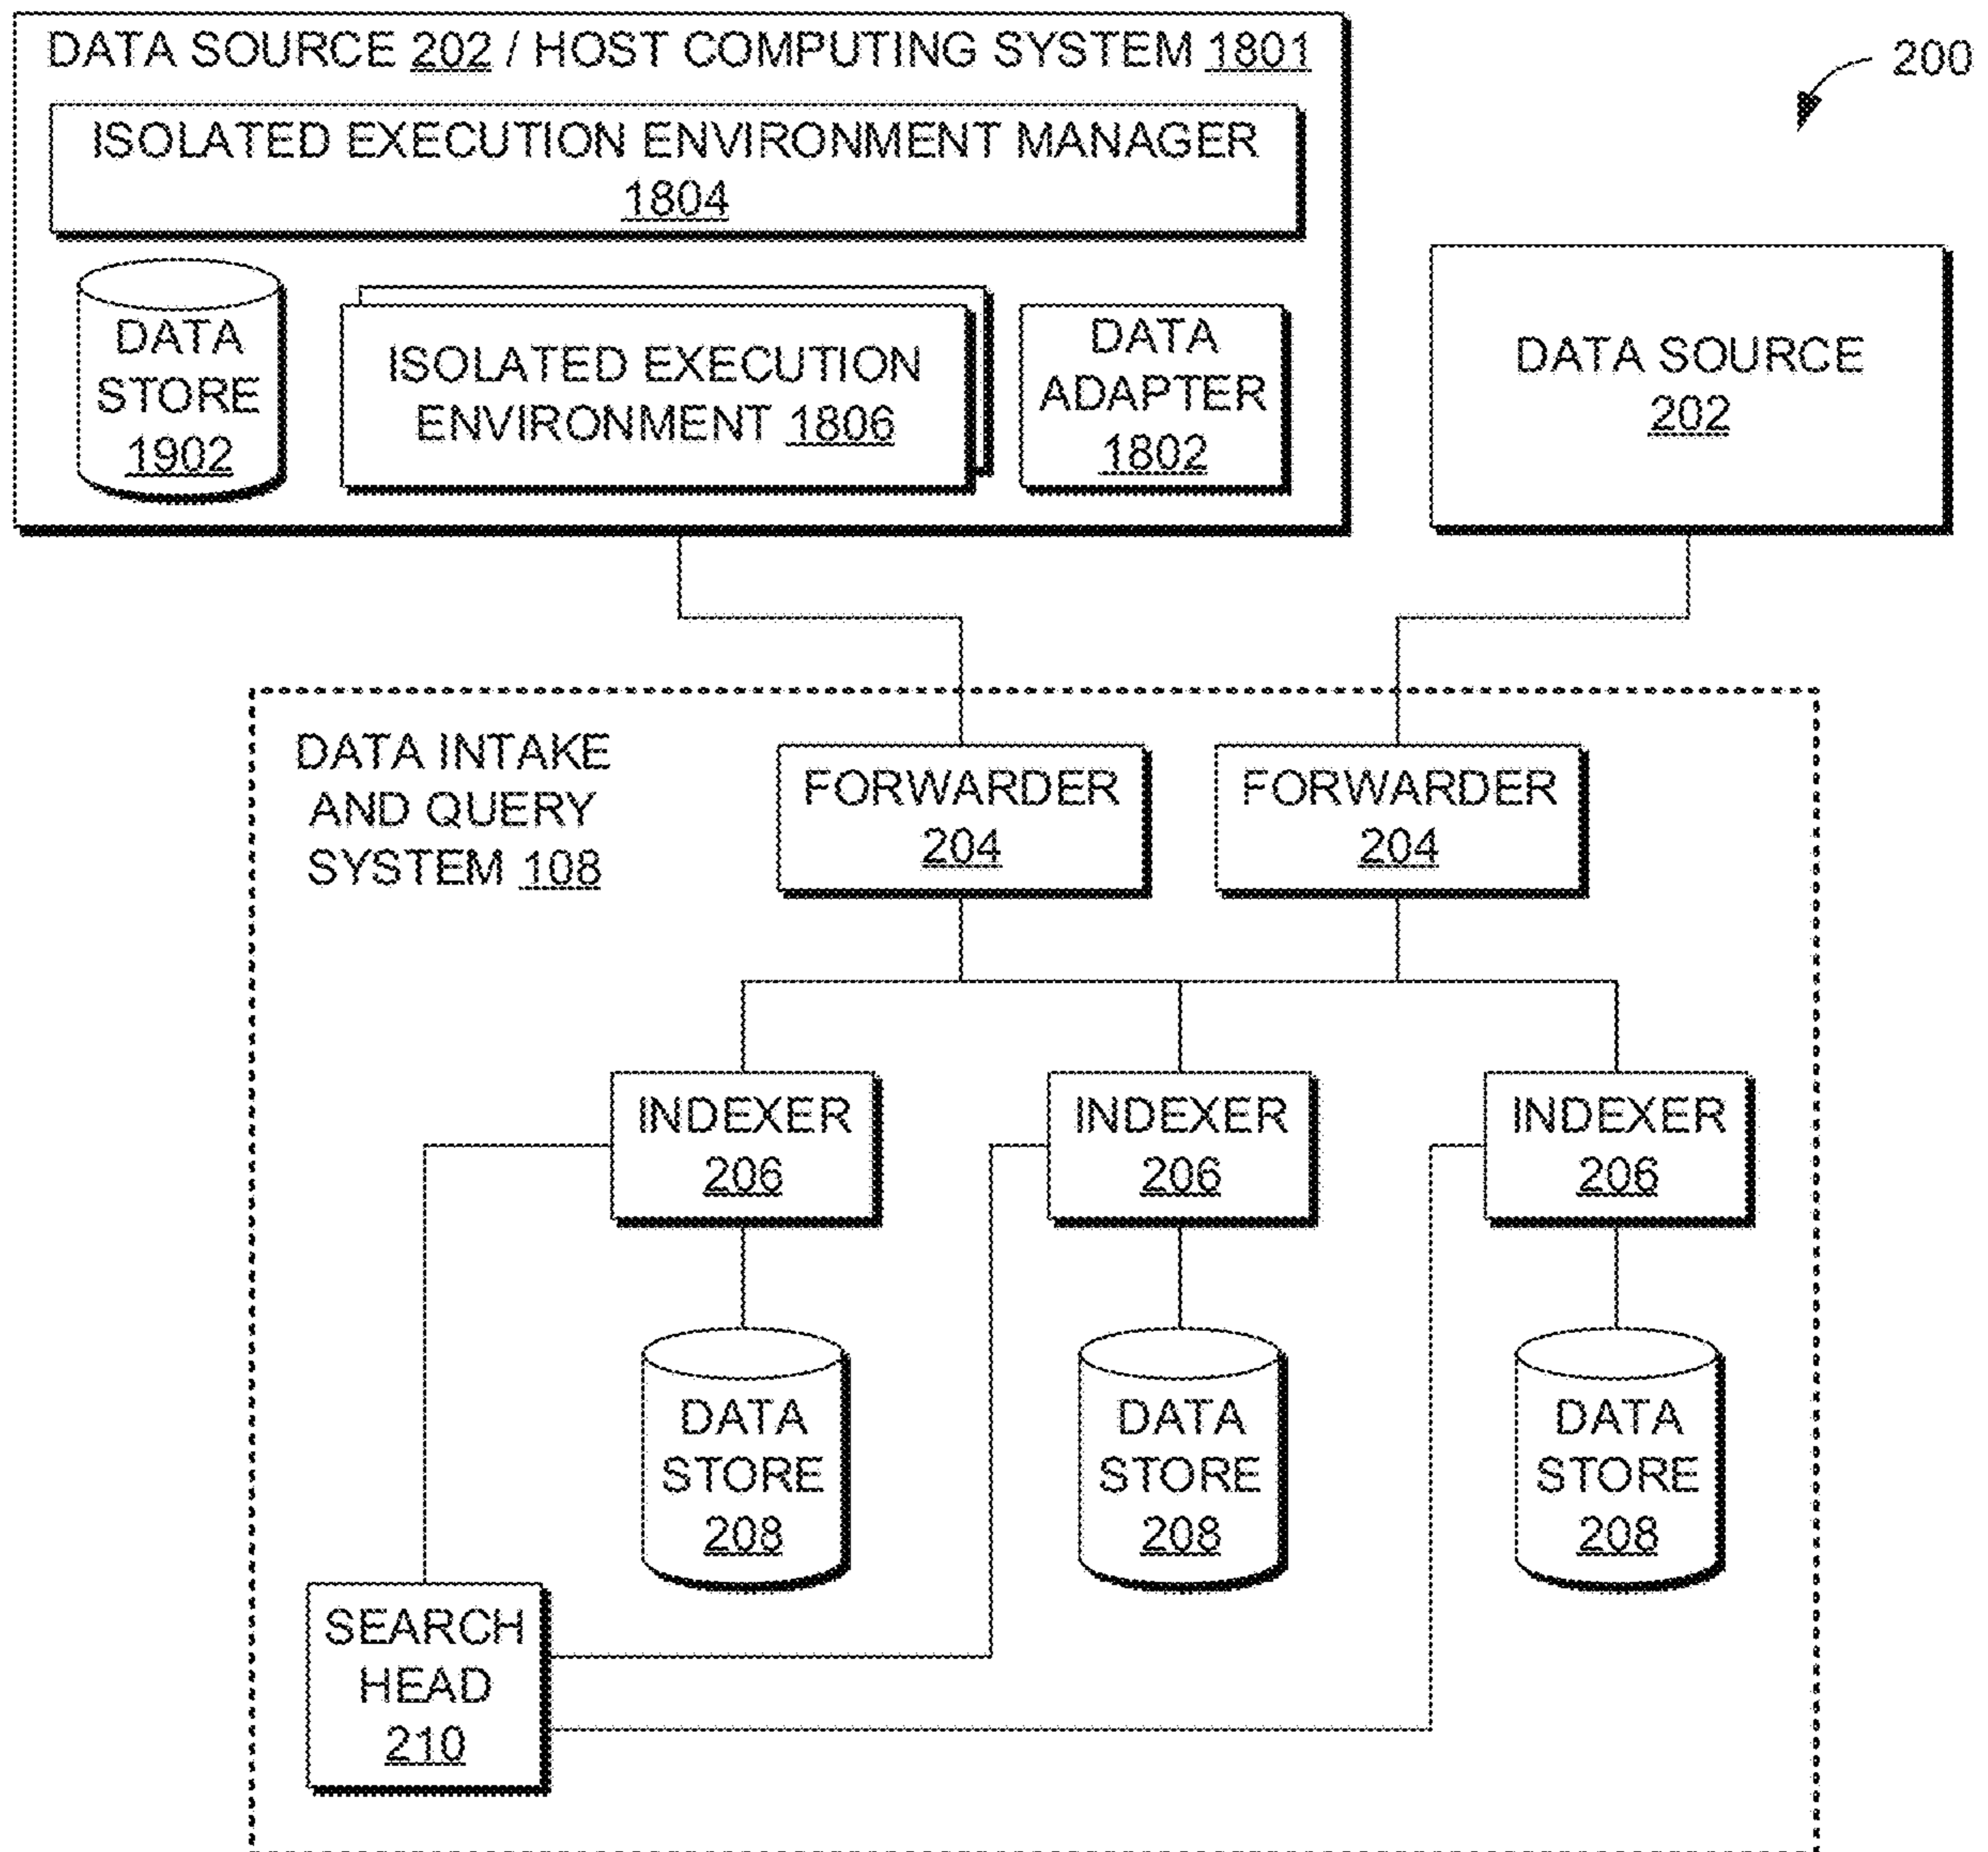 DATA SOURCE 202 / HOST COMPUTING SYSTEM 1801
200
ISOLATED EXECUTION ENVIRONMENT MANAGER
1804
DATA
STORE
1902
ISOLATED EXECUTION
ENVIRONMENT 1806
DATA
ADAPTER
1802
DATA SOURCE
202
DATA INTAKE
AND QUERY
SYSTEM 108
FORWARDER
204
FORWARDER
204
INDEXER
206
INDEXER
206
INDEXER
206
DATA
STORE
208
DATA
STORE
208
DATA
STORE
208
SEARCH
HEAD
210